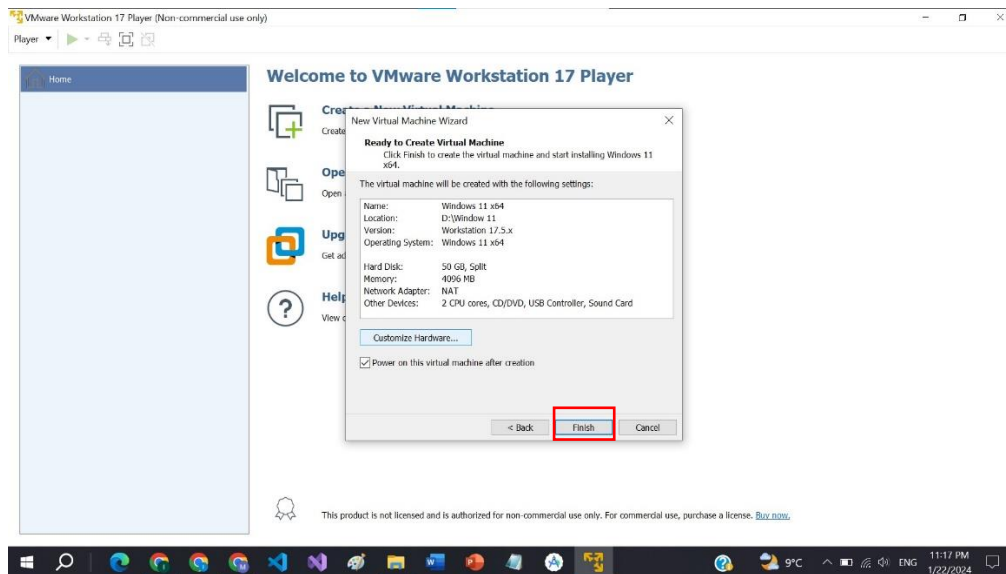 VMware Workstation 17 Player (Non-commercial use only)
Player
Home
Welcome to VMware Workstation 17 Player
Create a New Virtual Machine
Create
Ope
Open
Upg
Get ad
Help
View o
New Virtual Machine Wizard
Ready to Create Virtual Machine
Click Finish to create the virtual machine and start installing Windows 11
x64.
The virtual machine will be created with the following settings:
Name: Windows 11 x64
Location: D:\Window 11
Version: Workstation 17.5.x
Operating System: Windows 11 x64
Hard Disk: 50 GB, Split
Memory: 4096 MB
Network Adapter: NAT
Other Devices: 2 CPU cores, CD/DVD, USB Controller, Sound Card
Customize Hardware...
Power on this virtual machine after creation
< Back Finish Cancel
This product is not licensed and is authorized for non-commercial use only. For commercial use, purchase a license. Buy now.
9°C ENG 11:17 PM
1/22/2024